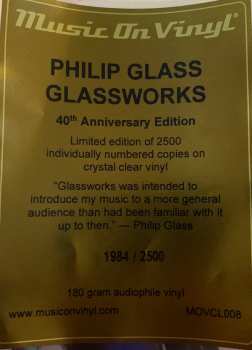 Music On Vinyl®
PHILIP GLASS
GLASSWORKS
40th Anniversary Edition
Limited edition of 2500
individually numbered copies on
crystal clear vinyl
"Glassworks was intended to
introduce my music to a more general
audience than had been familiar with it
up to then." — Philip Glass
1984 / 2500
180 gram audiophile vinyl
www.musiconvinyl.com MOVCL008